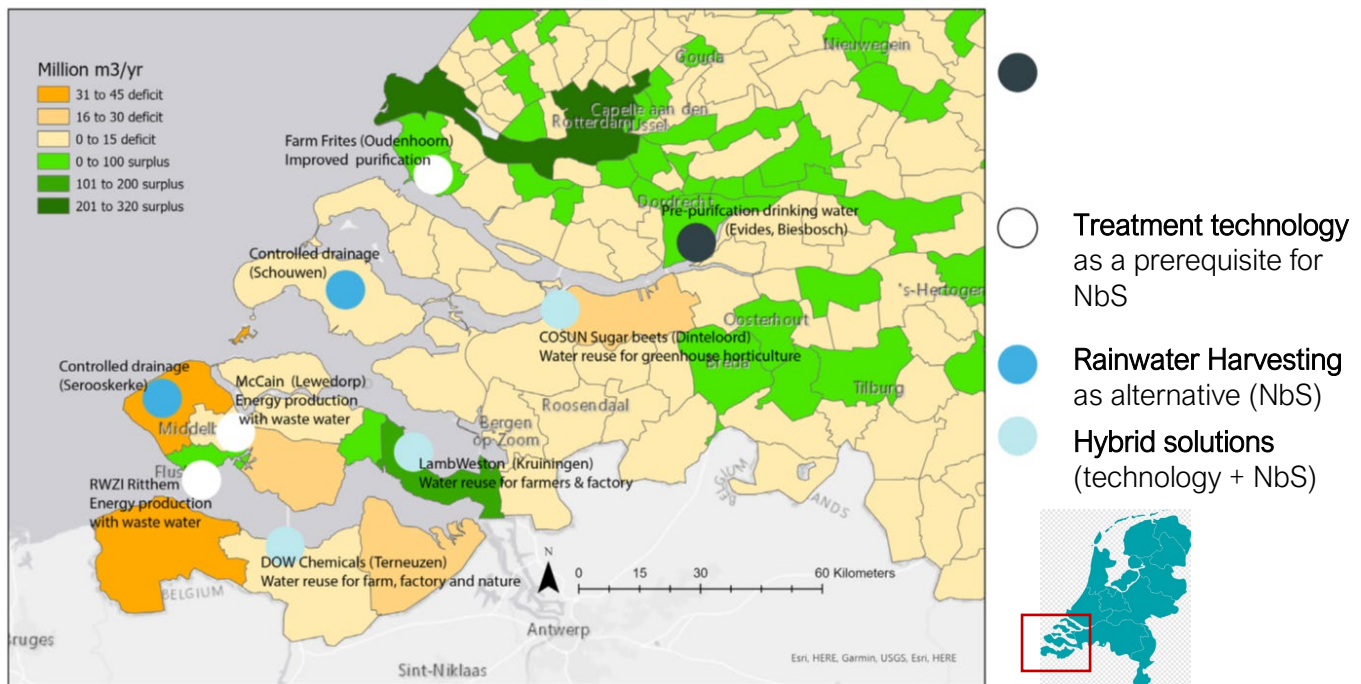 Million m3/yr
31 to 45 deficit
16 to 30 deficit
0 to 15 deficit
0 to 100 surplus
101 to 200 surplus
201 to 320 surplus
Nieuwegein
Gouda
Capelle aan den
Rotterdam IJssel
Farm Frites (Oudenhoorn)
Improved purification
Dordrecht
Pre-purifcation drinking water
(Evides, Biesbosch)
Controlled drainage
(Schouwen)
's-Hertogen
Oosterhout
COSUN Sugar beets (Dinteloord)
Water reuse for greenhouse horticulture
Breda
Tilburg
Controlled drainage
(Serooskerke)
McCain (Lewedorp)
Energy production
with waste water
Middelb
Roosendaal
Bergen
op Zoom
LambWeston (Kruiningen)
Water reuse for farmers & factory
Flus
RWZI Ritthem
Energy production
with waste water
BELGIUM
ANDS
DOW Chemicals (Terneuzen)
Water reuse for farm, factory and nature
BELGIUM
N
0 15 30 60 Kilometers
Antwerp
ruges
Sint-Niklaas
Esri, HERE, Garmin, USGS, Esri, HERE
Treatment technology
as a prerequisite for
NbS
Rainwater Harvesting
as alternative (NbS)
Hybrid solutions
(technology + NbS)